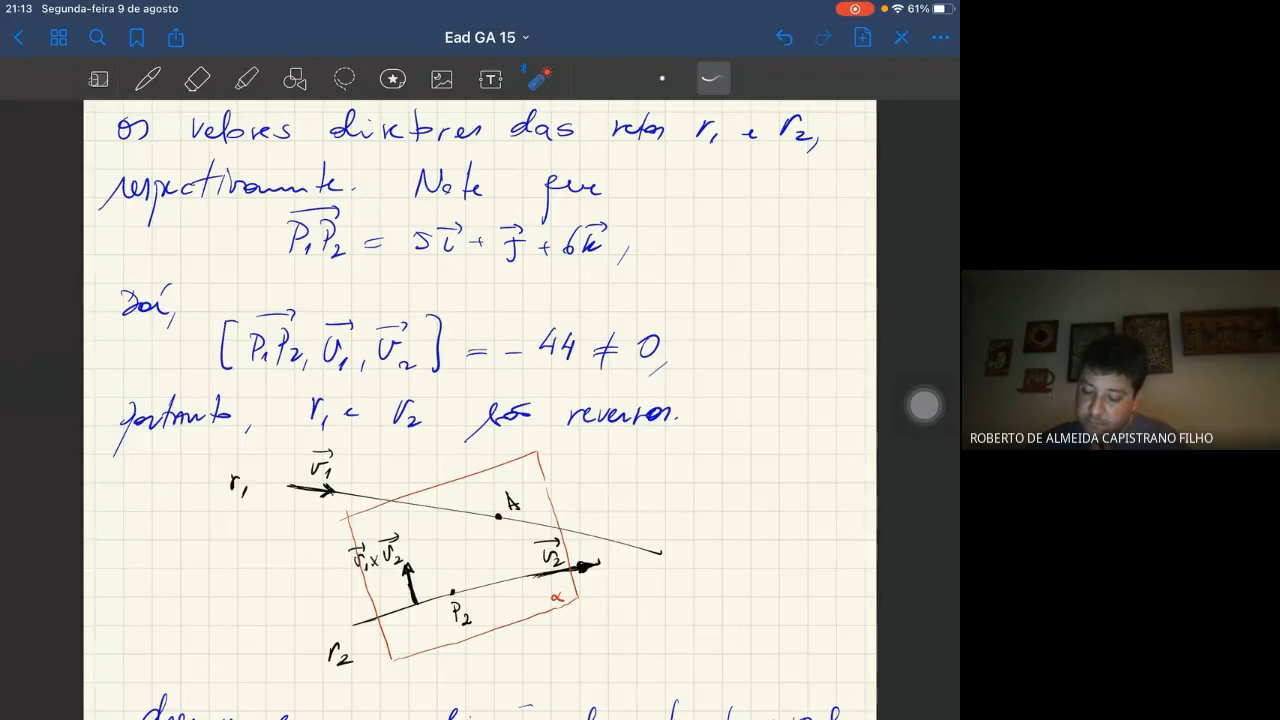 21:13 Segunda-feira 9 de agosto
61%
Ead GA 15
T
os vetores diretores das retas r₁ e r₂,
respectivamente. Note que
P₁P₂ = 5i + j + 6k,
Daí,
[P₁P₂, v₁, v₂] = -44 ≠ 0,
portanto, r₁ e r₂ são reversas.
v₁
r₁
A
v₁ x v₂
v₂
P₂
α
r₂
ROBERTO DE ALMEIDA CAPISTRANO FILHO